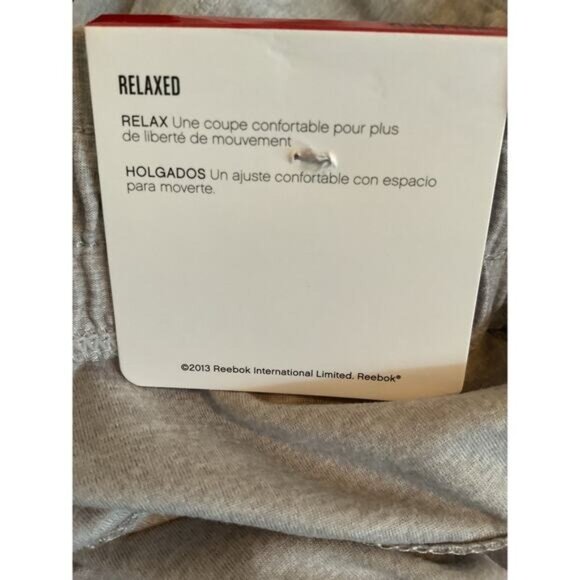 RELAXED
RELAX Une coupe confortable pour plus
de liberté de mouvement
HOLGADOS Un ajuste confortable con espacio
para moverte.
©2013 Reebok International Limited. Reebok®